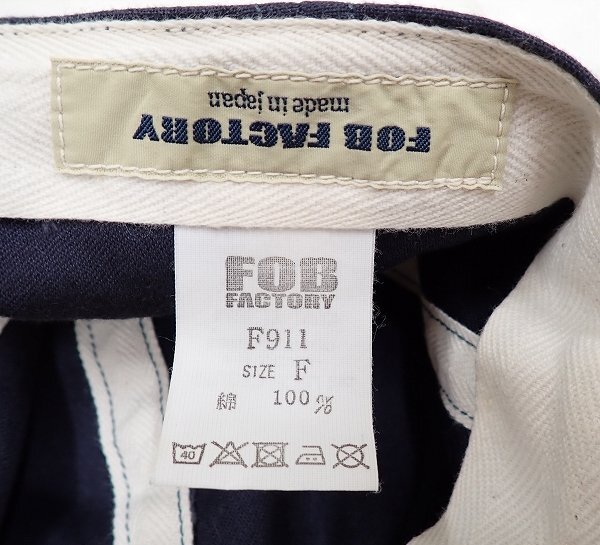 FOB FACTORY
made in japan
FOB
FACTORY
F911
SIZE F
綿 100%
40